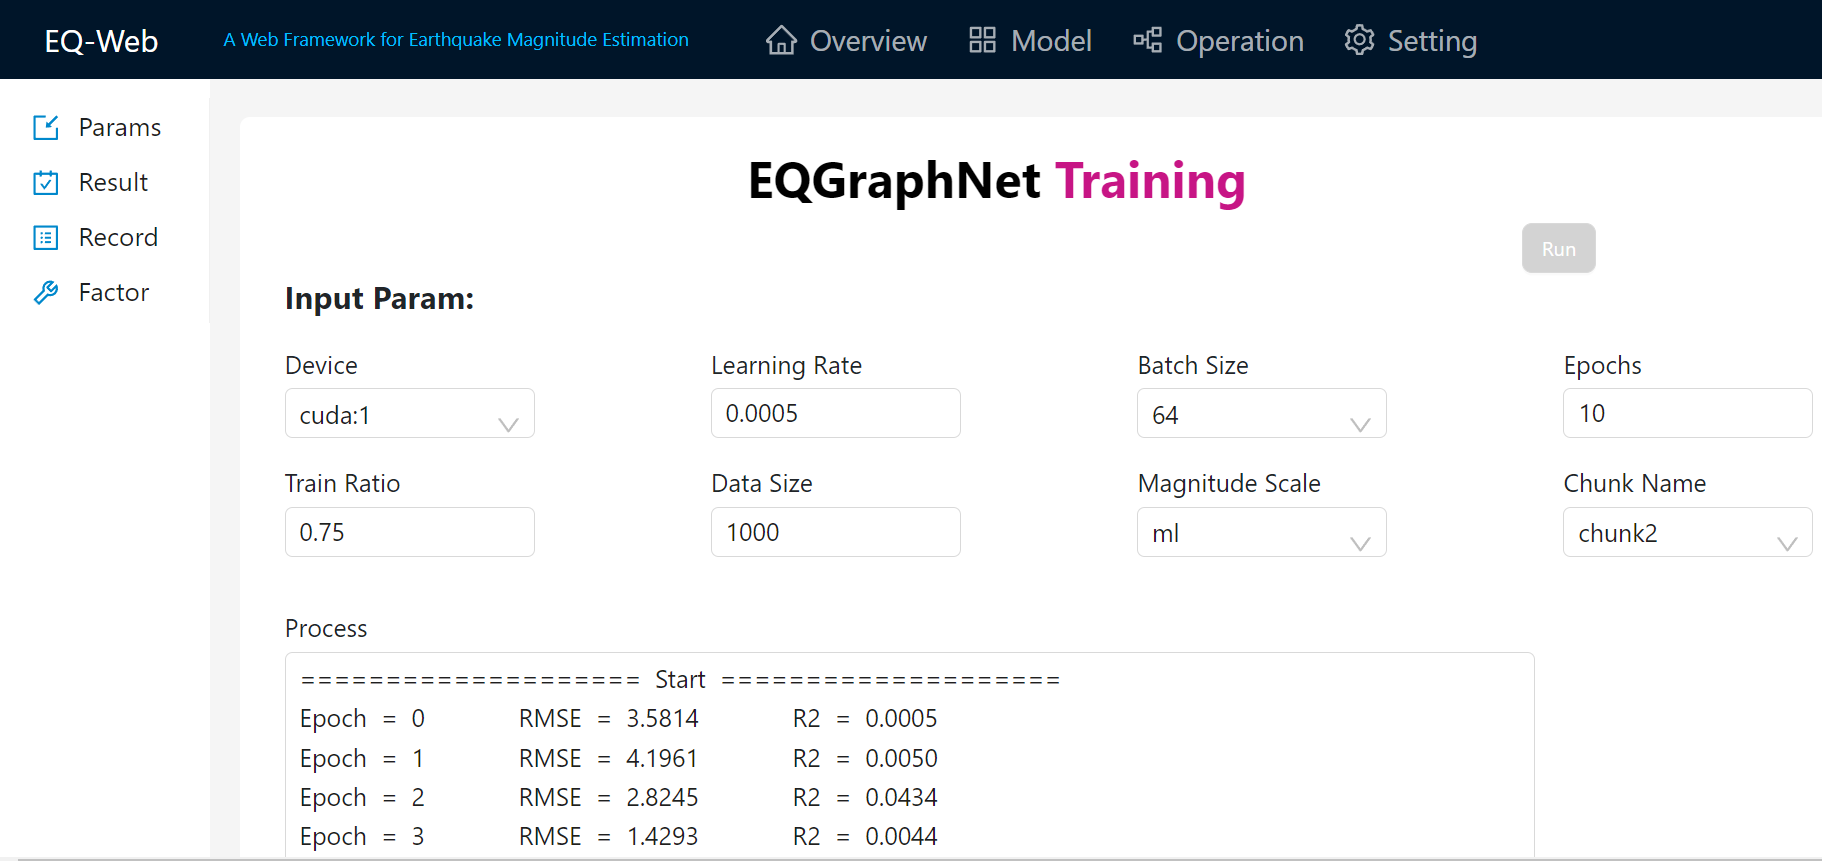 EQ-Web
A Web Framework for Earthquake Magnitude Estimation
Overview
Model
Operation
Setting
Params
Result
Record
Factor
EQGraphNet Training
Run
Input Param:
Device Learning Rate Batch Size Epochs
cuda:1 0.0005 64 10
Train Ratio Data Size Magnitude Scale Chunk Name
0.75 1000 ml chunk2
Process
==================== Start ====================
Epoch = 0 RMSE = 3.5814 R2 = 0.0005
Epoch = 1 RMSE = 4.1961 R2 = 0.0050
Epoch = 2 RMSE = 2.8245 R2 = 0.0434
Epoch = 3 RMSE = 1.4293 R2 = 0.0044